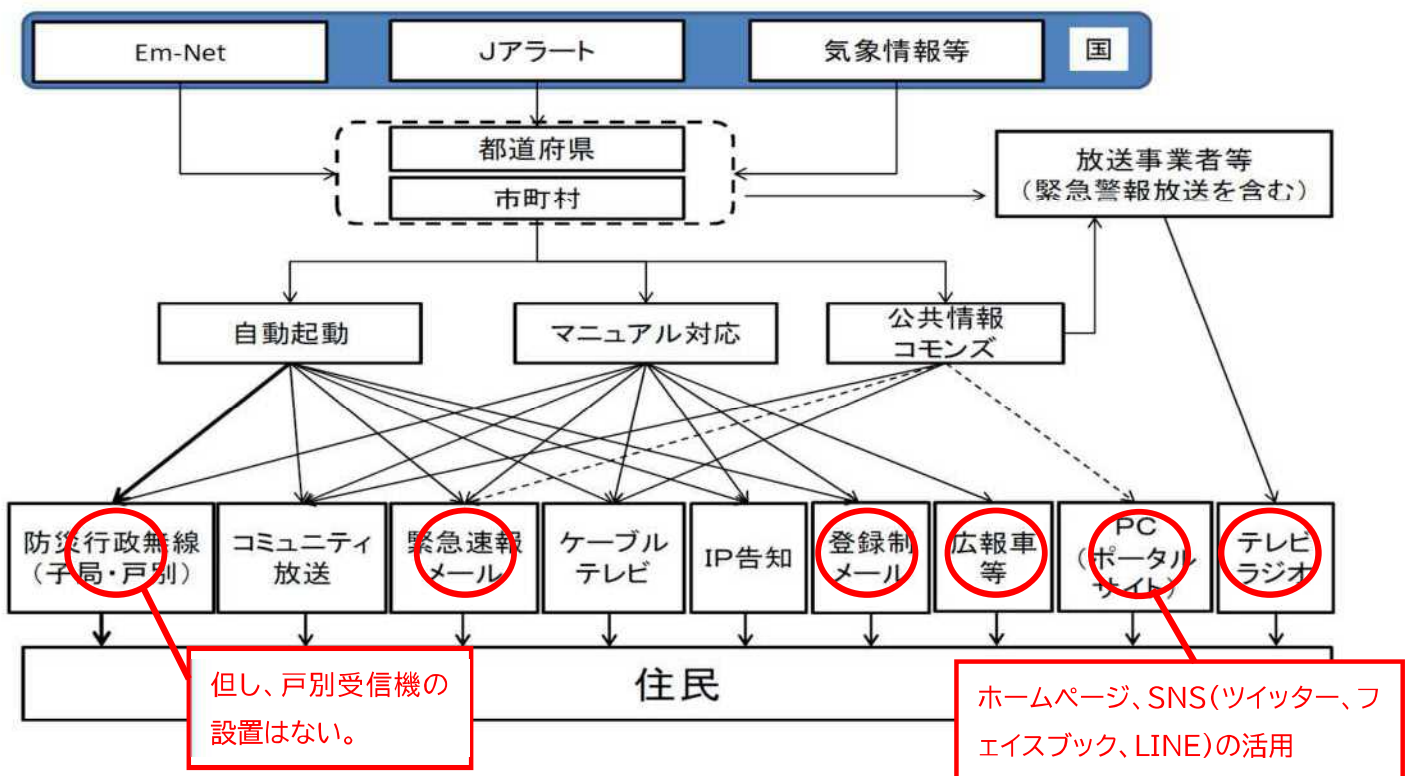 Em-Net
Jアラート
気象情報等
国
都道府県
市町村
放送事業者等
（緊急警報放送を含む）
自動起動
マニュアル対応
公共情報
コモンズ
防災行政無線
（子局・戸別）
コミュニティ
放送
緊急速報
メール
ケーブル
テレビ
IP告知
登録制
メール
広報車
等
PC
（ポータル
サイト）
テレビ
ラジオ
住民
但し、戸別受信機の
設置はない。
ホームページ、SNS(ツイッター、フ
ェイスブック、LINE)の活用